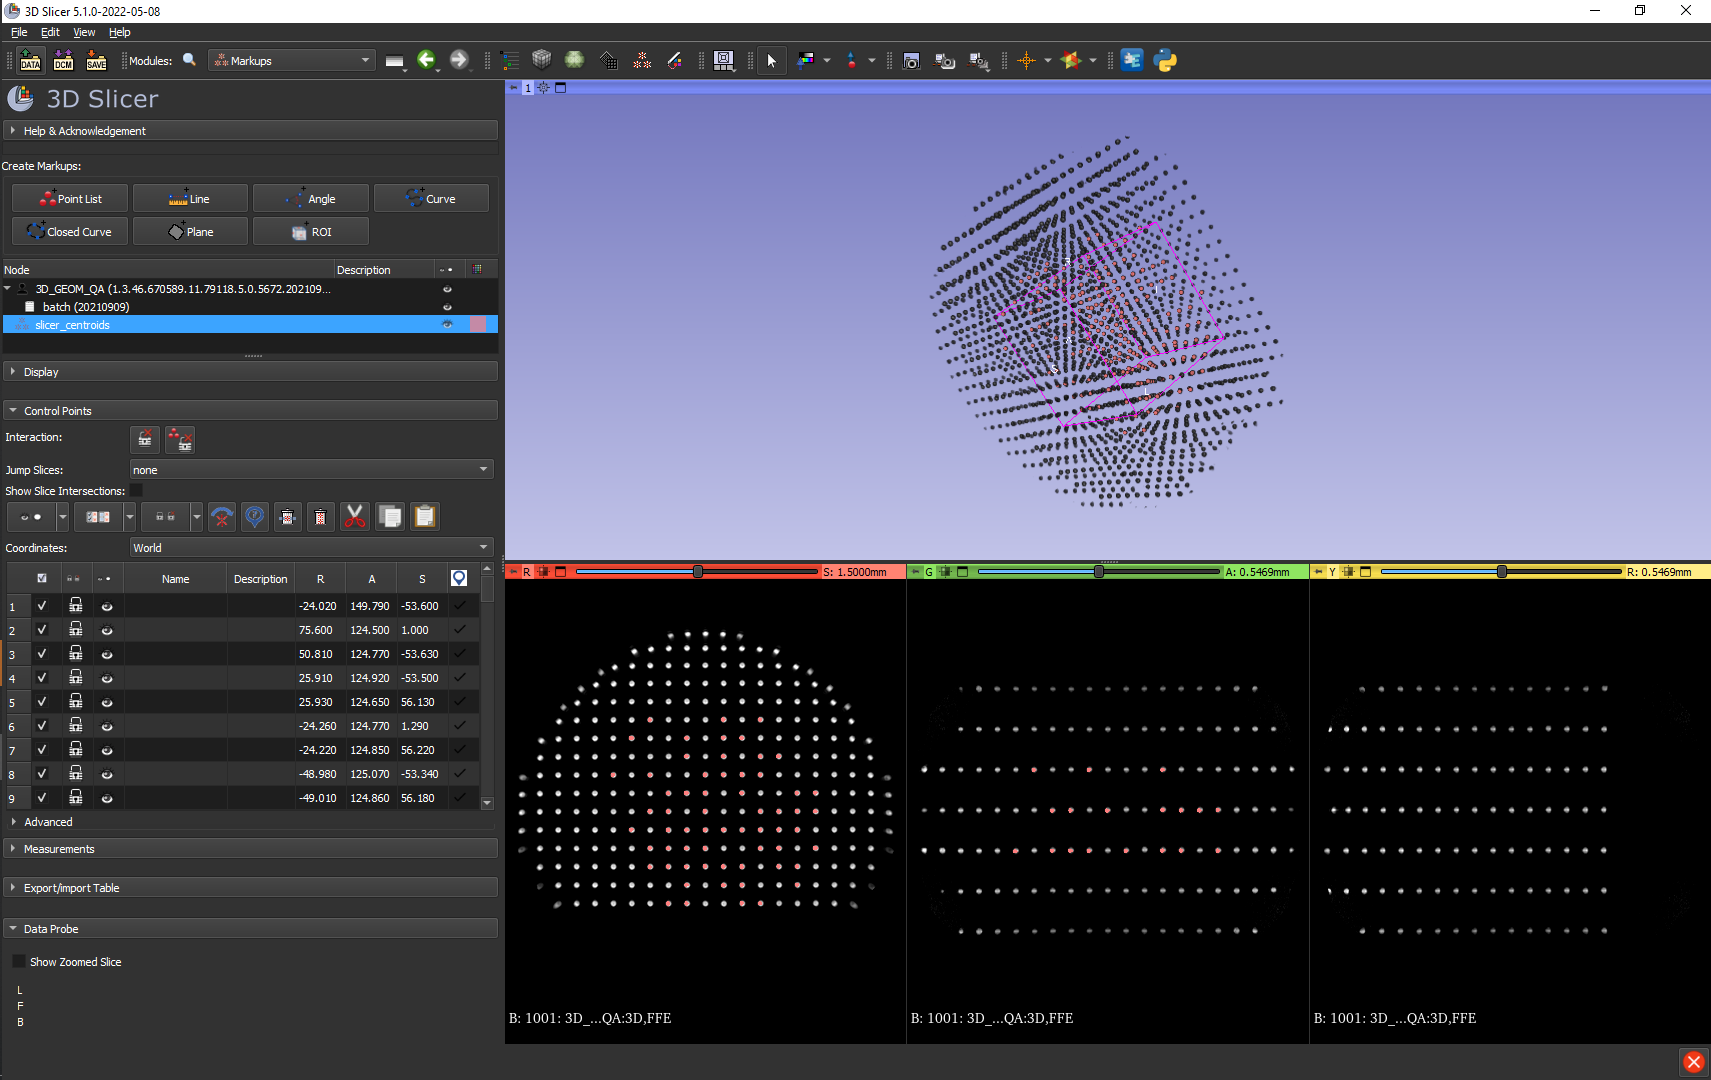 3D Slicer 5.1.0-2022-05-08
File Edit View Help
DATA DCM SAVE Modules: Markups
3D Slicer
Help & Acknowledgement
Create Markups:
Point List Line Angle Curve
Closed Curve Plane ROI
Node Description
3D_GEOM_QA (1.3.46.670589.11.79118.5.0.5672.202109...
batch (20210909)
slicer_centroids
Display
Control Points
Interaction:
Jump Slices: none
Show Slice Intersections:
Coordinates: World
Name Description R A S
1 -24.020 149.790 -53.600
2 75.600 124.500 1.000
3 50.810 124.770 -53.630
4 25.910 124.920 -53.500
5 25.930 124.650 56.130
6 -24.260 124.770 1.290
7 -24.220 124.850 56.220
8 -48.980 125.070 -53.340
9 -49.010 124.860 56.180
Advanced
Measurements
Export/import Table
Data Probe
Show Zoomed Slice
L
F
B
1
S
L
R S: 1.5000mm
G A: 0.5469mm
Y R: 0.5469mm
B: 1001: 3D_...QA:3D,FFE
B: 1001: 3D_...QA:3D,FFE
B: 1001: 3D_...QA:3D,FFE